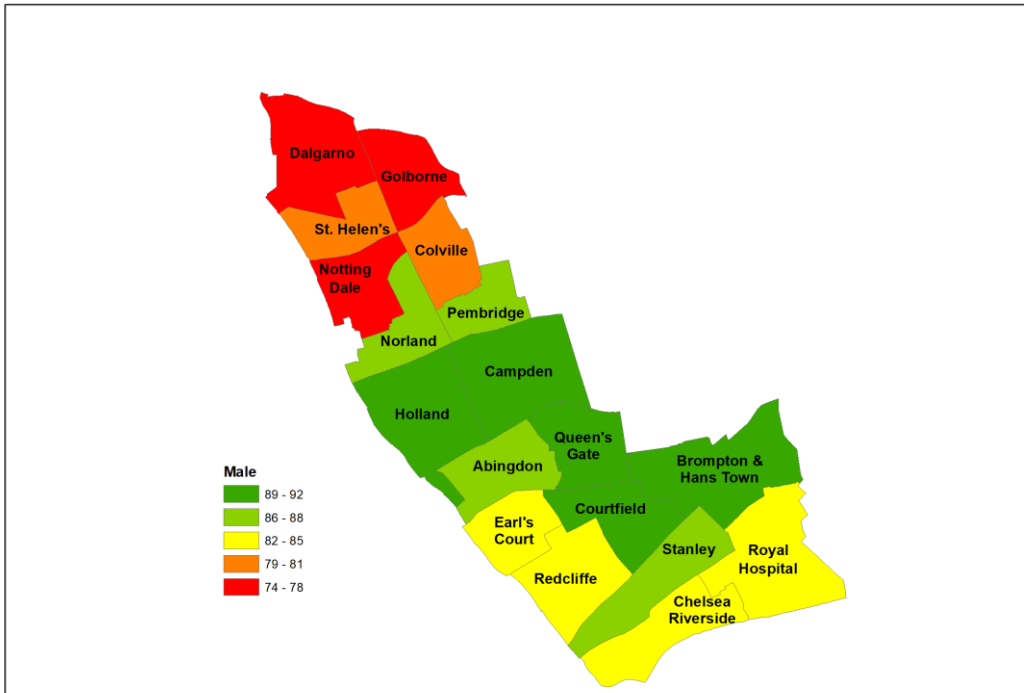 Dalgarno
Golborne
St. Helen's
Colville
Notting
Dale
Pembridge
Norland
Campden
Holland
Queen's
Gate
Abingdon
Brompton &
Hans Town
Courtfield
Earl's
Court
Stanley
Royal
Hospital
Redcliffe
Chelsea
Riverside
Male
89 - 92
86 - 88
82 - 85
79 - 81
74 - 78